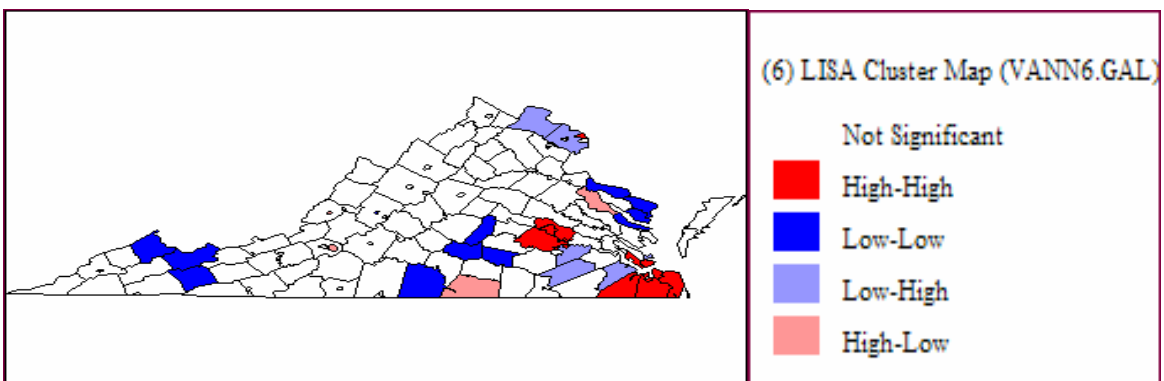 (6) LISA Cluster Map (VANN6.GAL)
Not Significant
High-High
Low-Low
Low-High
High-Low